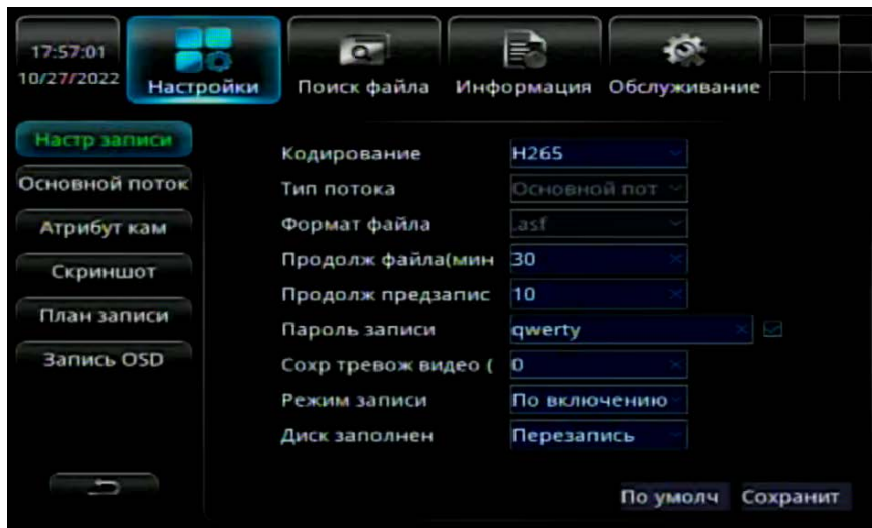 17:57:01
10/27/2022
Настройки
Поиск файла
Информация
Обслуживание
Настр записи
Основной поток
Атрибут кам
Скриншот
План записи
Запись OSD
Кодирование H265
Тип потока Основной пот
Формат файла .asf
Продолж файла(мин 30
Продолж предзапис 10
Пароль записи qwerty
Сохр тревож видео ( 0
Режим записи По включению
Диск заполнен Перезапись
По умолч Сохранит